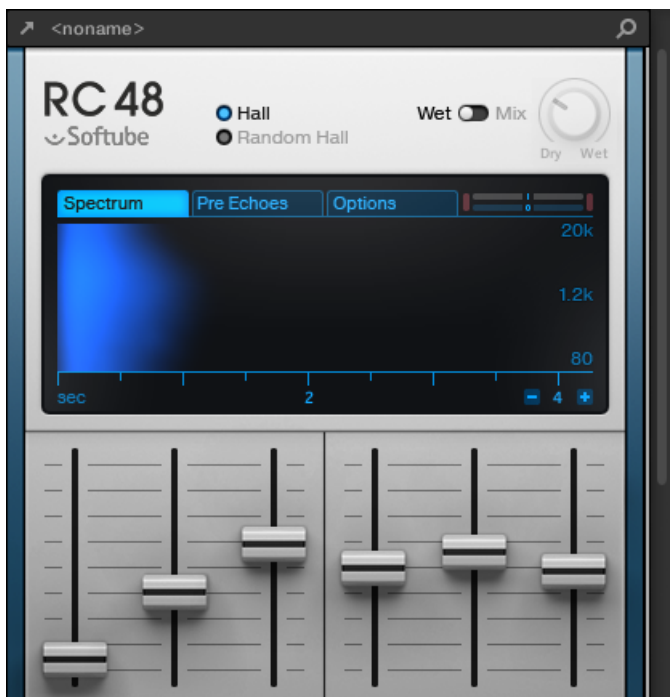 <noname>
RC 48
Softube
Hall
Random Hall
Wet Mix
Dry Wet
Spectrum Pre Echoes Options
20k
1.2k
80
sec 2 - 4 +